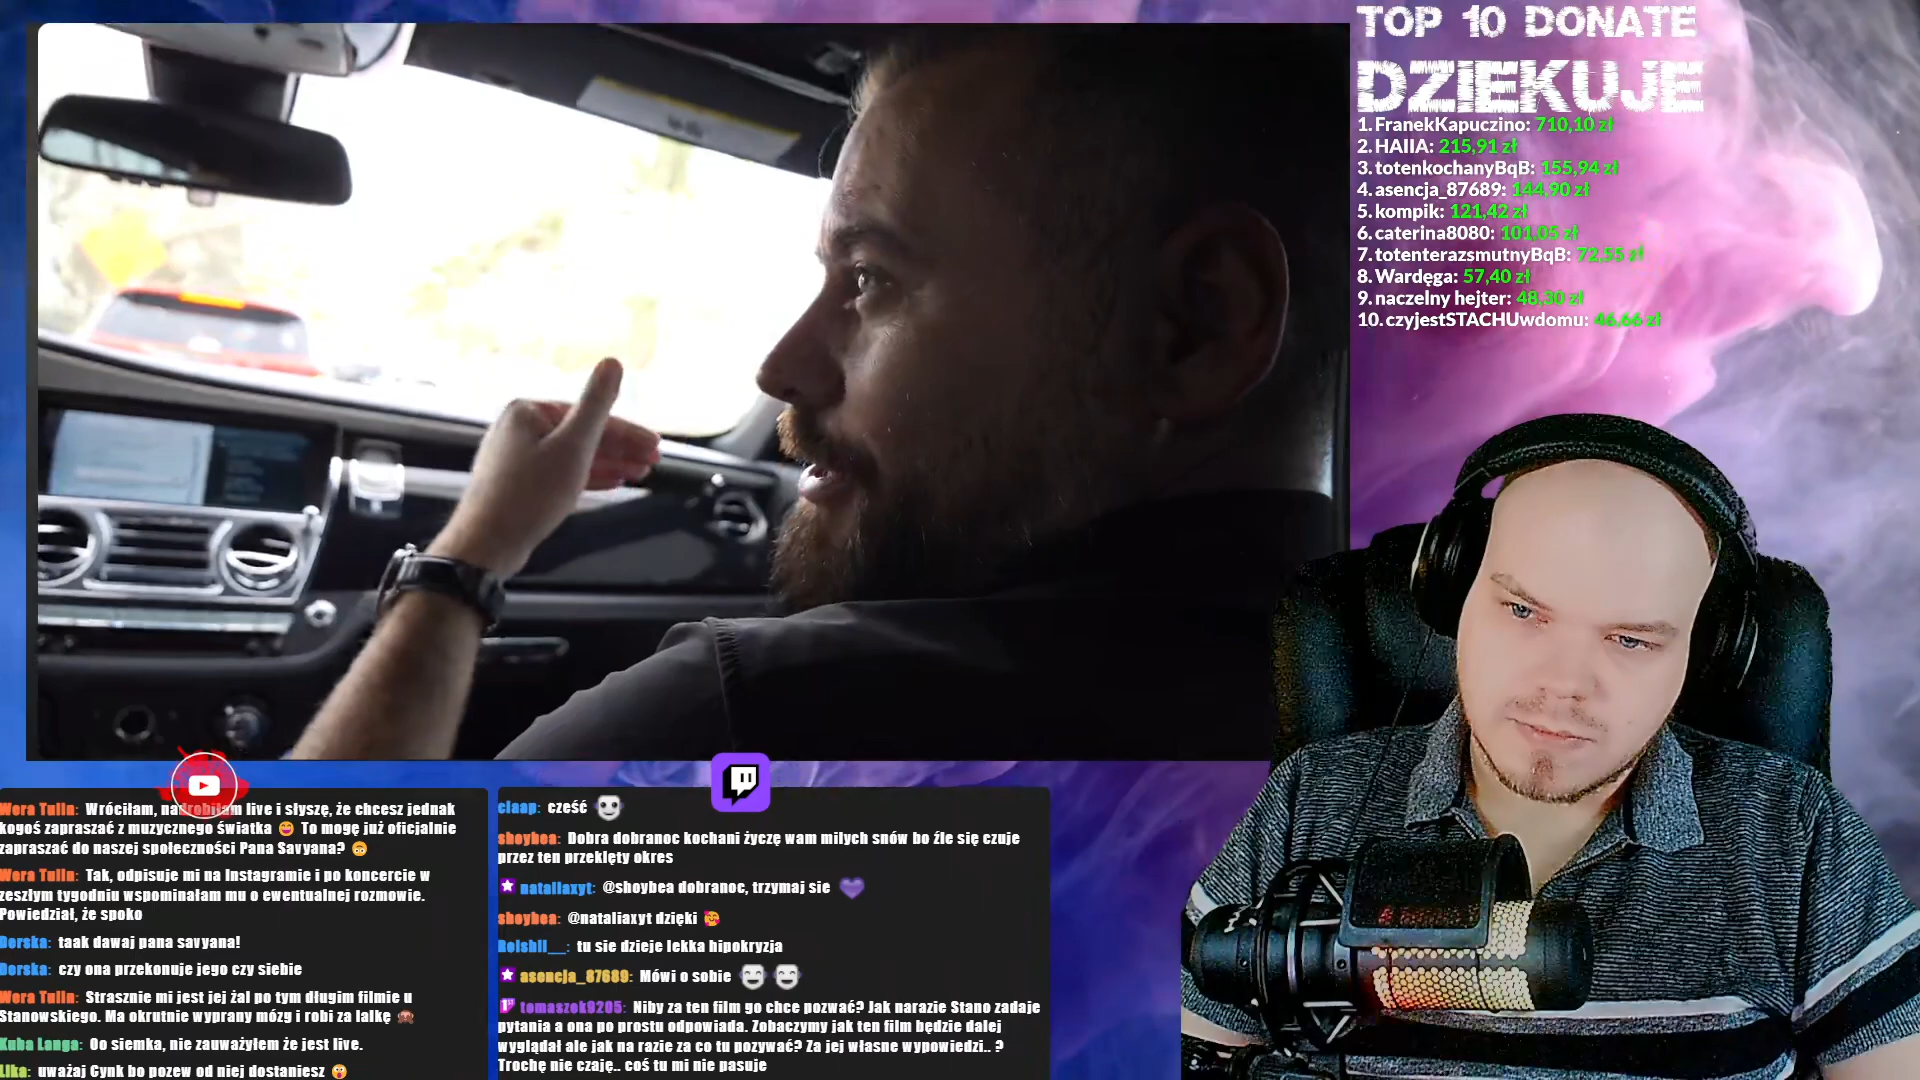 TOP 10 DONATE
DZIEKUJE
1. FranekKapuczino: 710,10 zł
2. HAIIA: 215,91 zł
3. totenkochanyBqB: 155,94 zł
4. asencja_87689: 144,90 zł
5. kompik: 121,42 zł
6. caterina8080: 101,05 zł
7. totenterazsmutnyBqB: 72,55 zł
8. Wardęga: 57,40 zł
9. naczelny hejter: 48,30 zł
10. czyjestSTACHUwdomu: 46,66 zł
Wera Tulin: Wróciłam, nadrobiłam live i słyszę, że chcesz jednak
kogoś zapraszać z muzycznego światka 😄 To mogę już oficjalnie
zapraszać do naszej społeczności Pana Savyana? 🙃
Wera Tulin: Tak, odpisuje mi na Instagramie i po koncercie w
zeszłym tygodniu wspominałam mu o ewentualnej rozmowie.
Powiedział, że spoko
Dorska: taak dawaj pana savyana!
Dorska: czy ona przekonuje jego czy siebie
Wera Tulin: Strasznie mi jest jej żal po tym długim filmie u
Stanowskiego. Ma okrutnie wyprany mózg i robi za lalkę 🙈
Kuba Langa: Oo siemka, nie zauważyłem że jest live.
Lika: uważaj Gynk bo pozew od niej dostaniesz 😲
claap: cześć
shoybea: Dobra dobranoc kochani życzę wam milych snów bo źle się czuje
przez ten przeklęty okres
nataliaxyt: @shoybea dobranoc, trzymaj sie 💜
shoybea: @nataliaxyt dzięki 🥰
tu sie dzieje lekka hipokryzja
asencja_87689: Mówi o sobie
tomaszek9205: Niby za ten film go chce pozwać? Jak narazie Stano zadaje
pytania a ona po prostu odpowiada. Zobaczymy jak ten film będzie dalej
wyglądał ale jak na razie za co tu pozywać? Za jej własne wypowiedzi.. ?
Trochę nie czaję.. coś tu mi nie pasuje